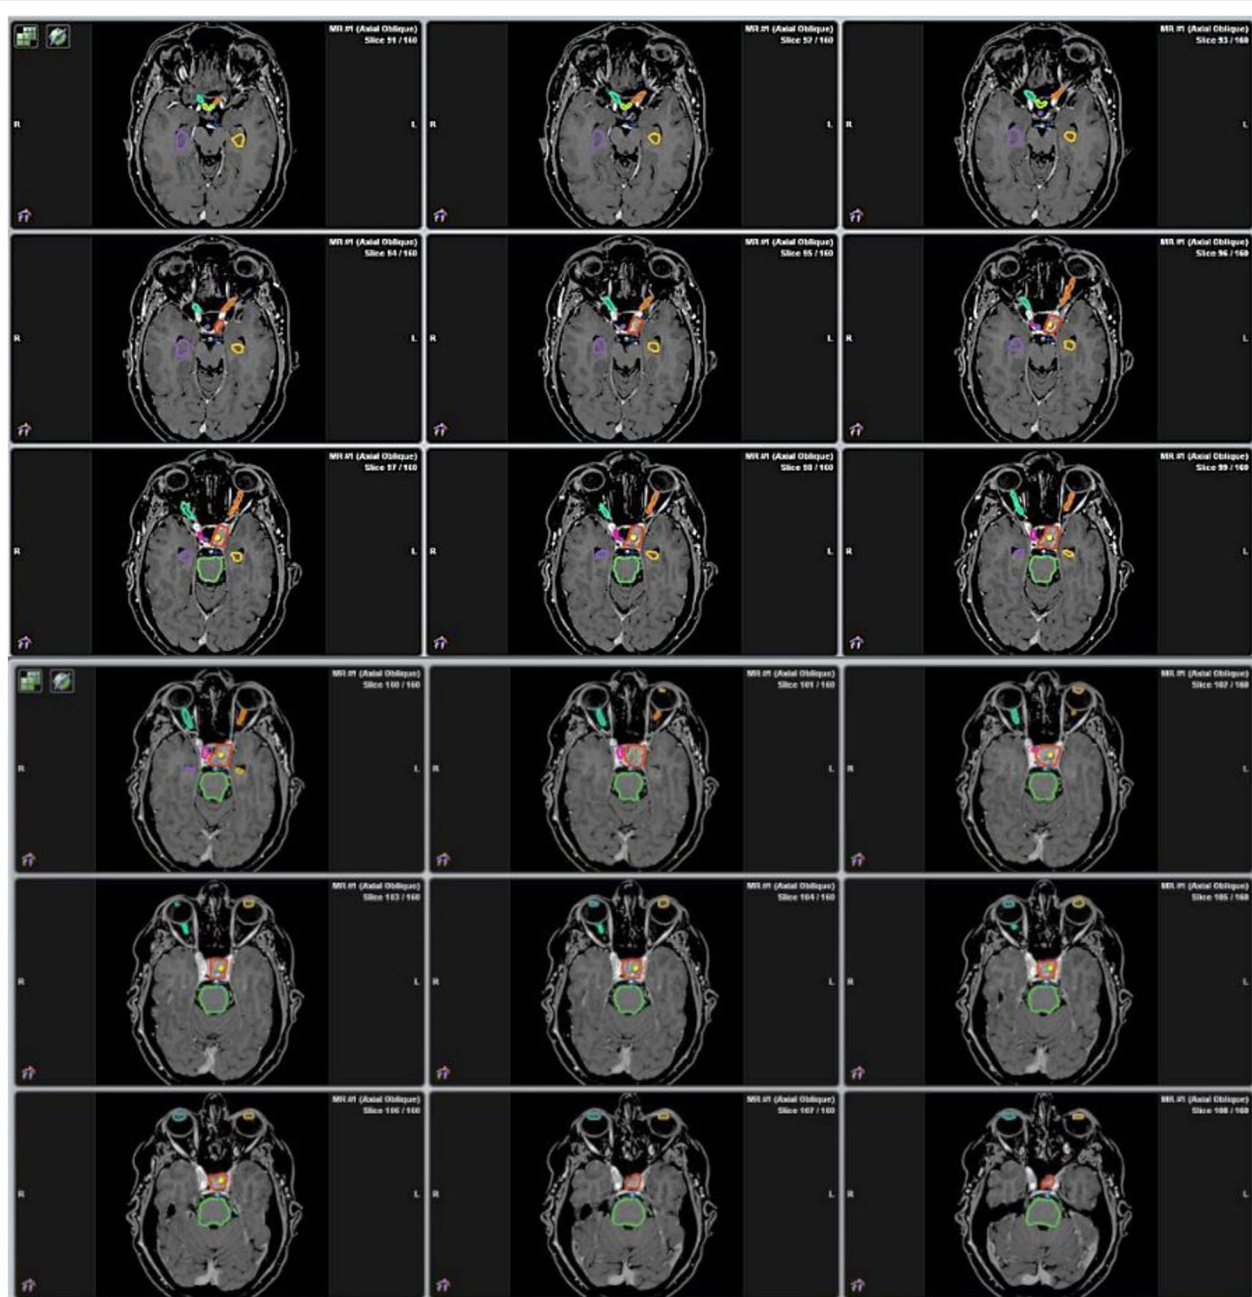 MR #1 (Axial Oblique)
Slice 91 / 160
R
L
MR #1 (Axial Oblique)
Slice 92 / 160
R
L
MR #1 (Axial Oblique)
Slice 93 / 160
R
L
MR #1 (Axial Oblique)
Slice 94 / 160
R
L
MR #1 (Axial Oblique)
Slice 95 / 160
R
L
MR #1 (Axial Oblique)
Slice 96 / 160
R
L
MR #1 (Axial Oblique)
Slice 97 / 160
R
L
MR #1 (Axial Oblique)
Slice 98 / 160
R
L
MR #1 (Axial Oblique)
Slice 99 / 160
R
L
MR #1 (Axial Oblique)
Slice 100 / 160
R
L
MR #1 (Axial Oblique)
Slice 101 / 160
R
L
MR #1 (Axial Oblique)
Slice 102 / 160
R
L
MR #1 (Axial Oblique)
Slice 103 / 160
R
L
MR #1 (Axial Oblique)
Slice 104 / 160
R
L
MR #1 (Axial Oblique)
Slice 105 / 160
R
L
MR #1 (Axial Oblique)
Slice 106 / 160
R
L
MR #1 (Axial Oblique)
Slice 107 / 160
R
L
MR #1 (Axial Oblique)
Slice 108 / 160
R
L